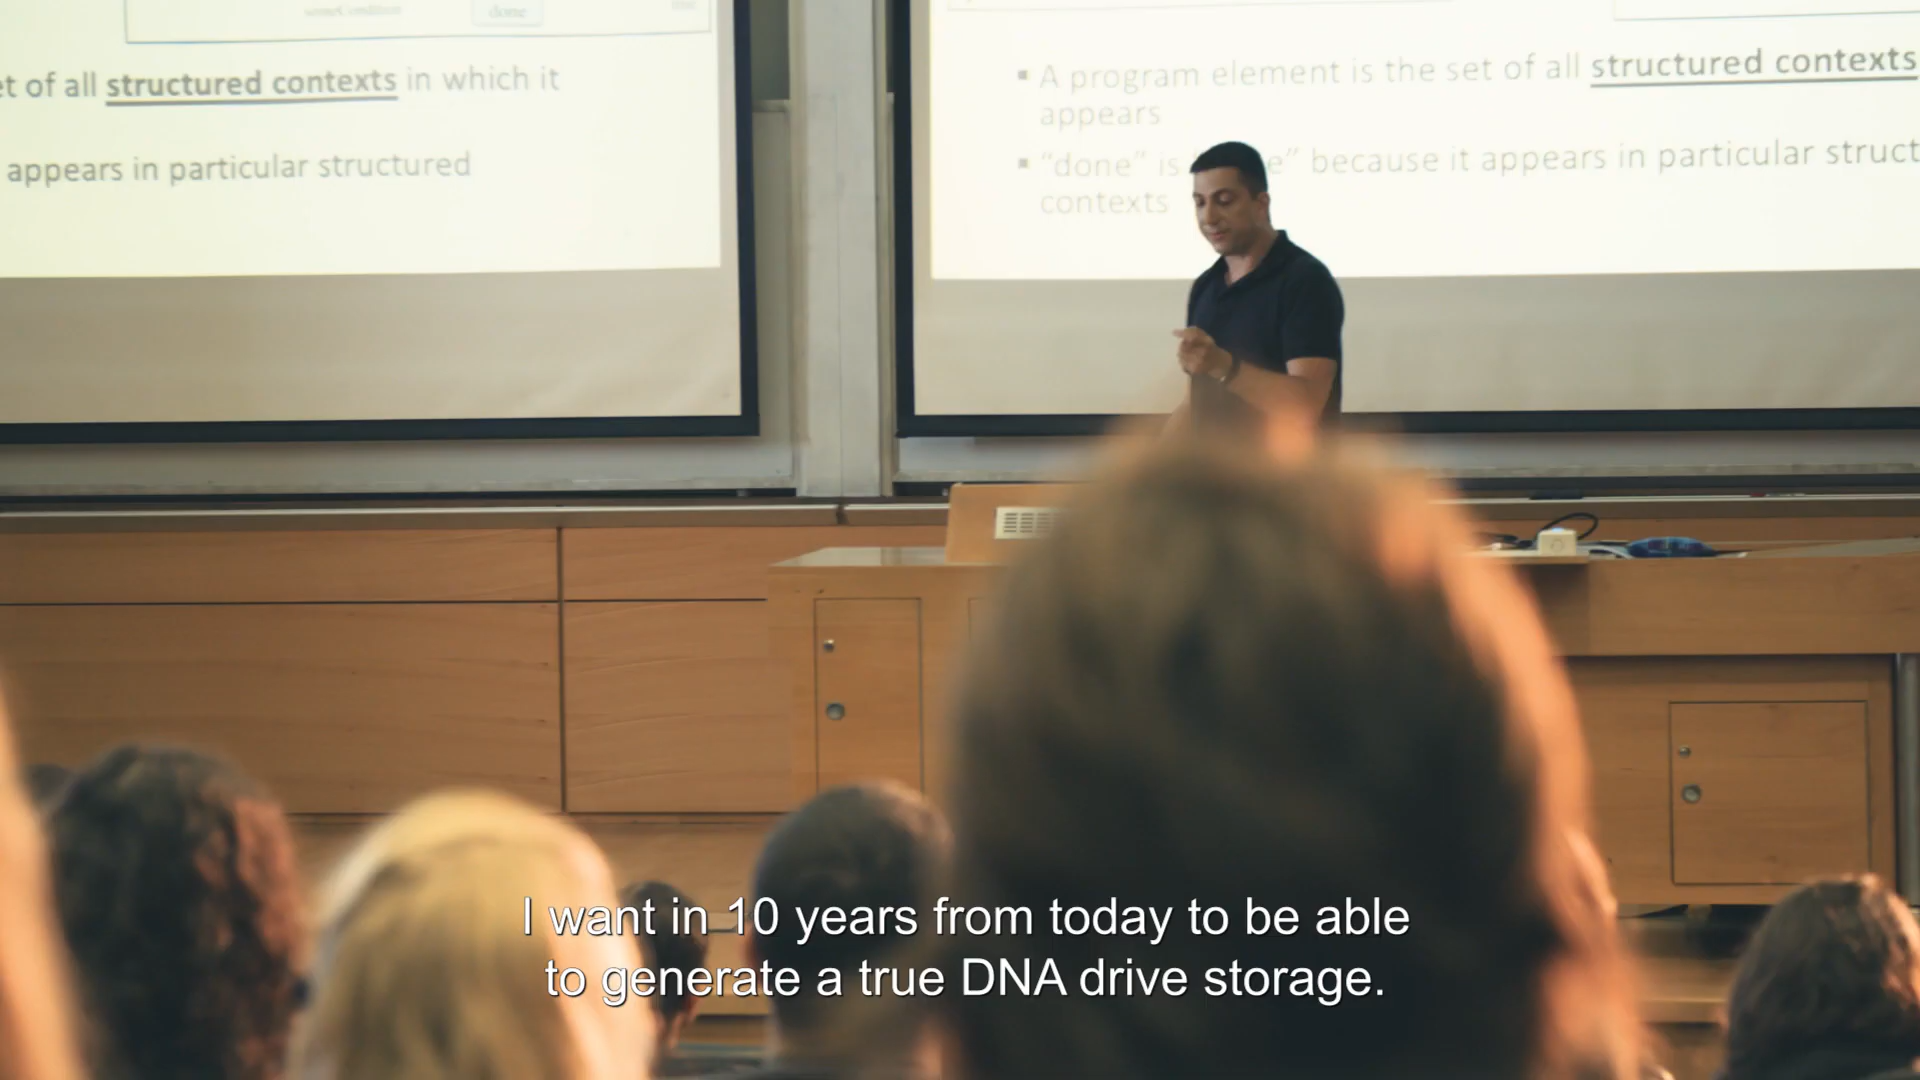 someCondition
done
et of all structured contexts in which it
appears in particular structured
▪ A program element is the set of all structured contexts
appears
▪ "done" is e" because it appears in particular struct
contexts
I want in 10 years from today to be able
to generate a true DNA drive storage.